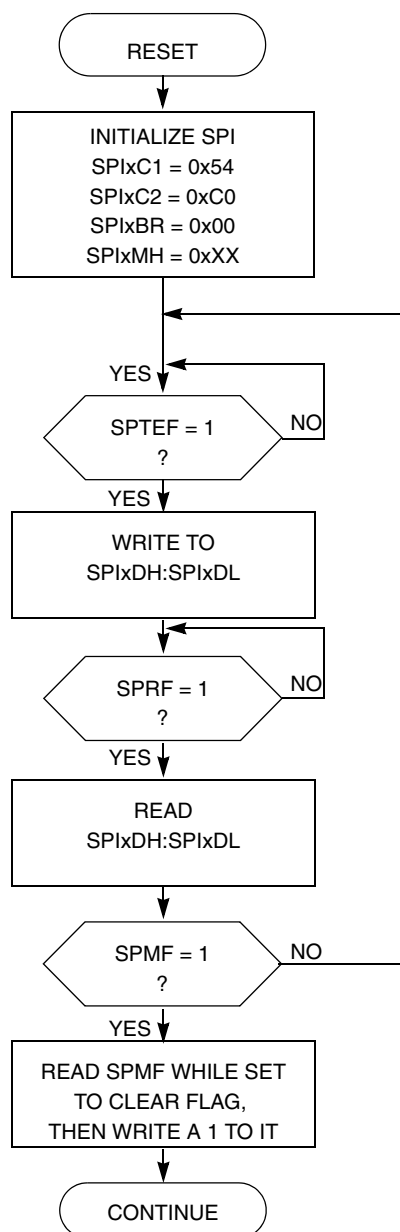 RESET
INITIALIZE SPI
SPIxC1 = 0x54
SPIxC2 = 0xC0
SPIxBR = 0x00
SPIxMH = 0xXX
YES
SPTEF = 1
?
NO
YES
WRITE TO
SPIxDH:SPIxDL
SPRF = 1
?
NO
YES
READ
SPIxDH:SPIxDL
SPMF = 1
?
NO
YES
READ SPMF WHILE SET
TO CLEAR FLAG,
THEN WRITE A 1 TO IT
CONTINUE